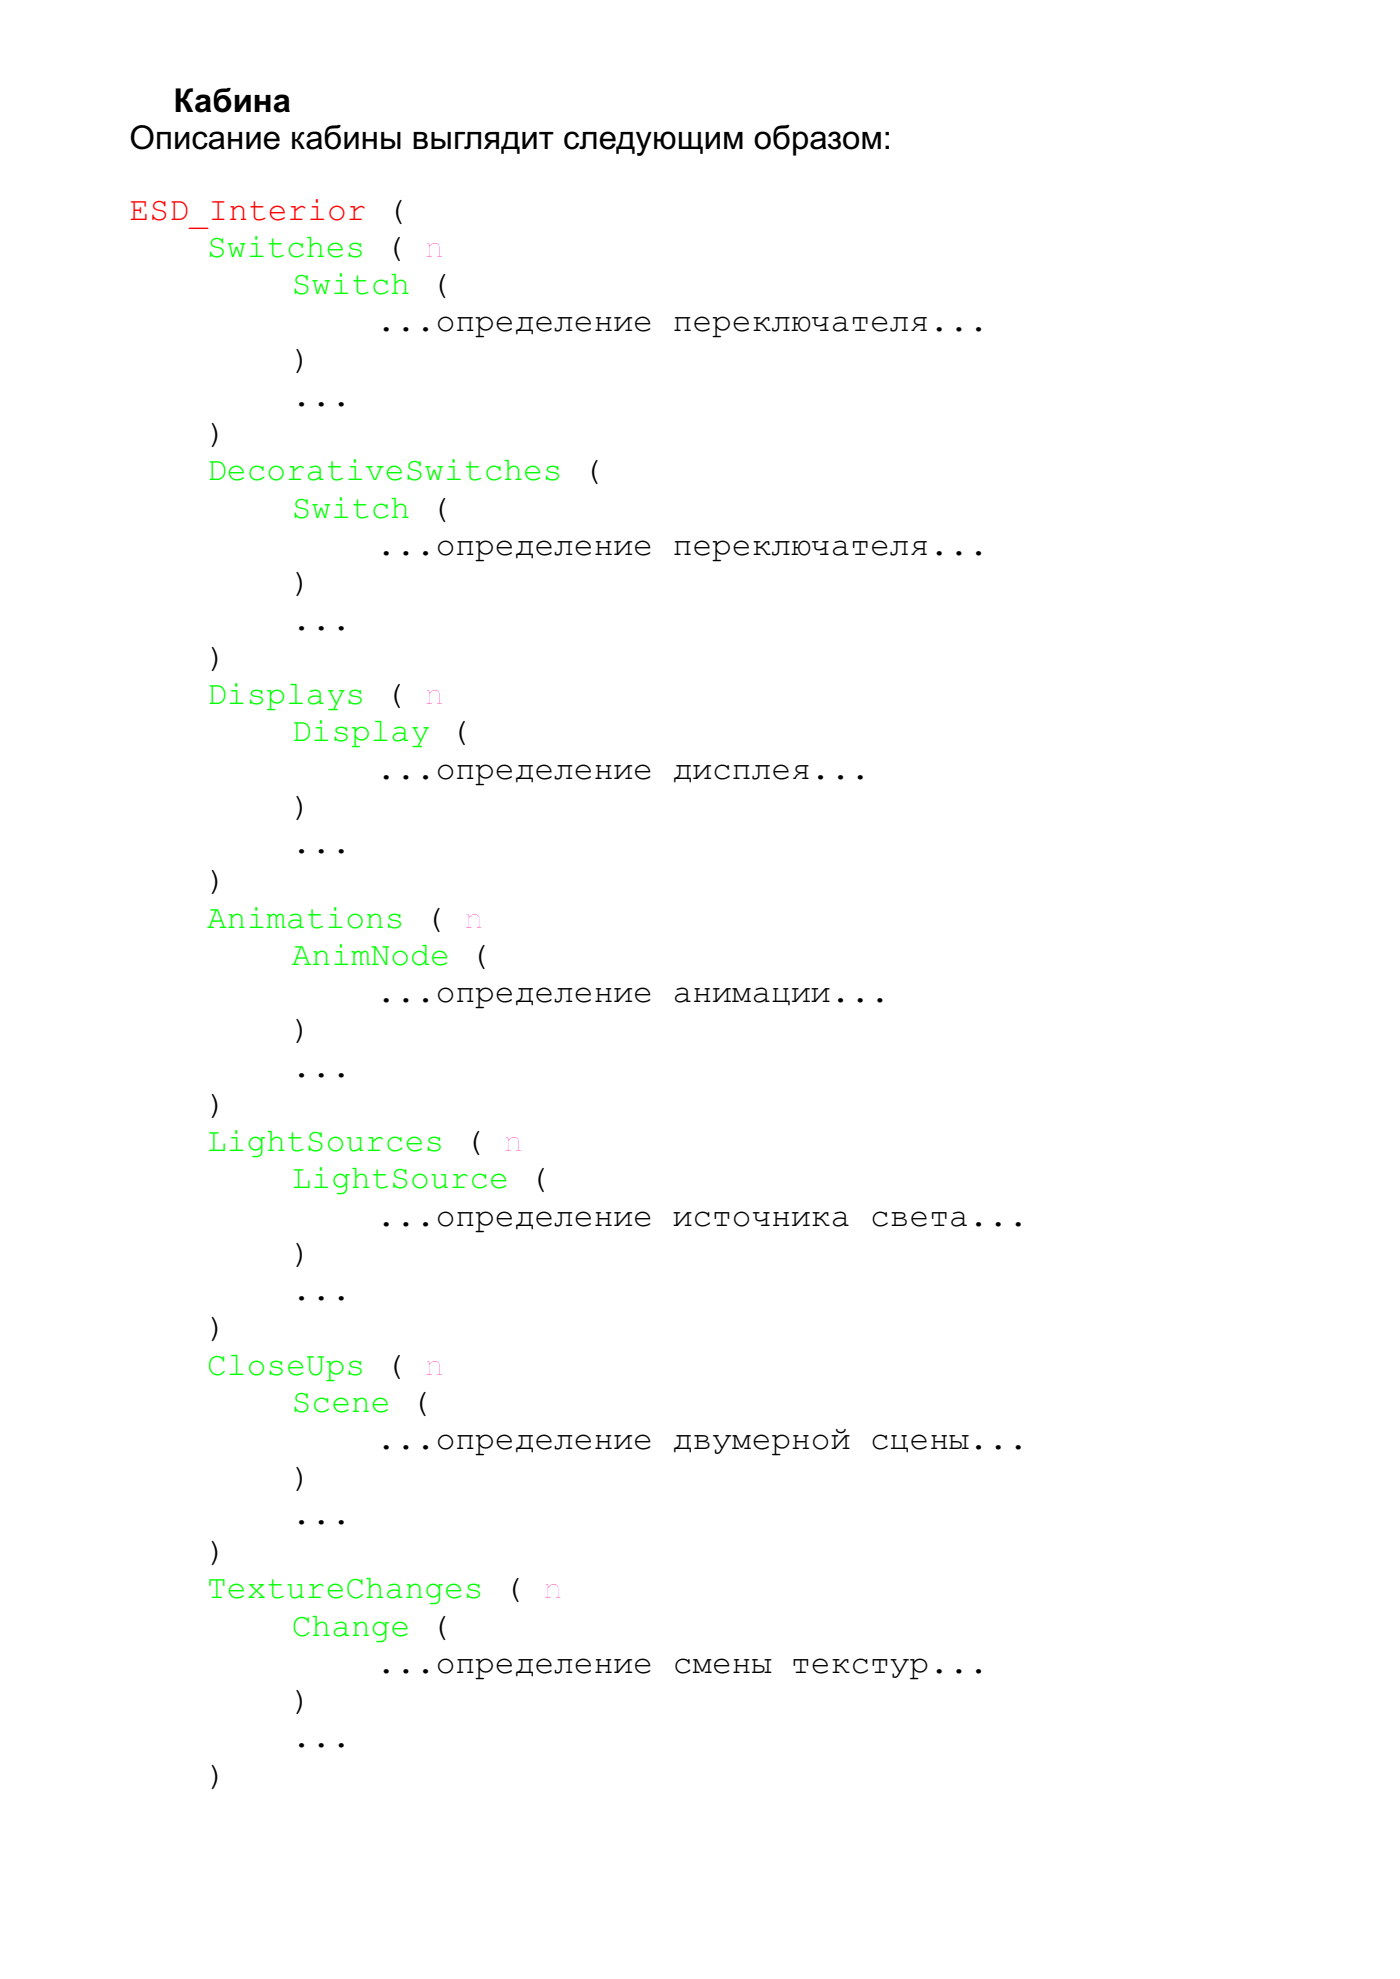 Кабина
Описание кабины выглядит следующим образом:
ESD_Interior (
Switches ( n
Switch (
...определение переключателя...
)
...
)
DecorativeSwitches (
Switch (
...определение переключателя...
)
...
)
Displays ( n
Display (
...определение дисплея...
)
...
)
Animations ( n
AnimNode (
...определение анимации...
)
...
)
LightSources ( n
LightSource (
...определение источника света...
)
...
)
CloseUps ( n
Scene (
...определение двумерной сцены...
)
...
)
TextureChanges ( n
Change (
...определение смены текстур...
)
...
)